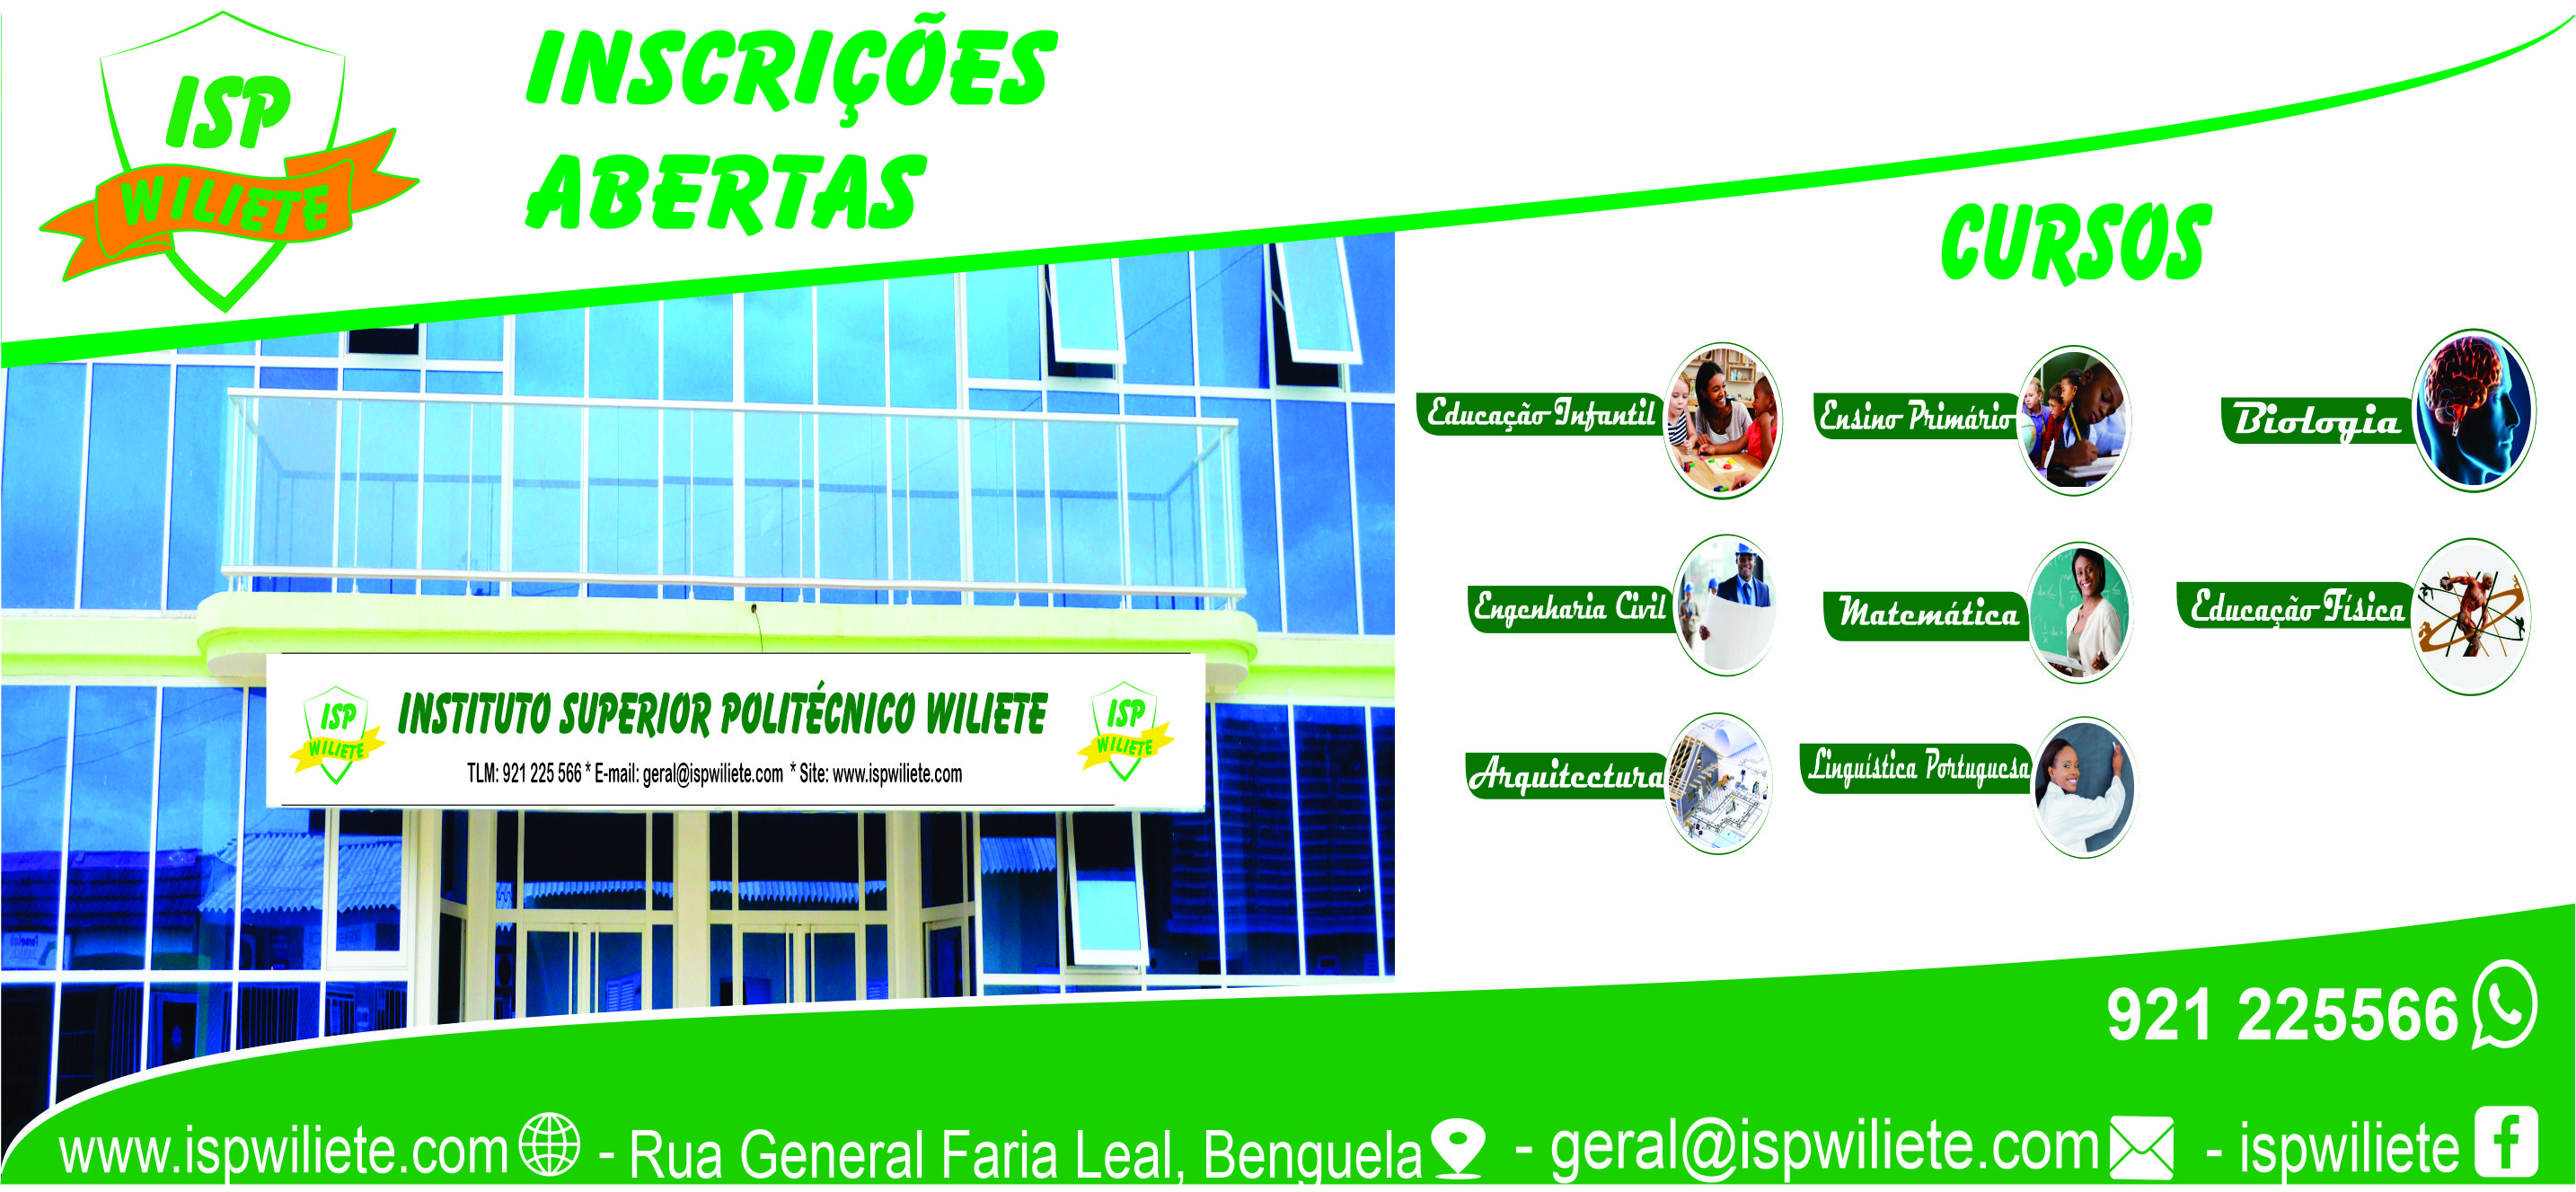 ISP
WILIETE
INSCRIÇÕES
ABERTAS
CURSOS
Educação Infantil
Ensino Primário
Biologia
Engenharia Civil
Matemática
Educação Física
Arquitectura
Linguística Portuguesa
ISP
WILIETE
INSTITUTO SUPERIOR POLITÉCNICO WILIETE
TLM: 921 225 566 * E-mail: geral@ispwiliete.com * Site: www.ispwiliete.com
ISP
WILIETE
921 225566
www.ispwiliete.com - Rua General Faria Leal, Benguela - geral@ispwiliete.com - ispwiliete